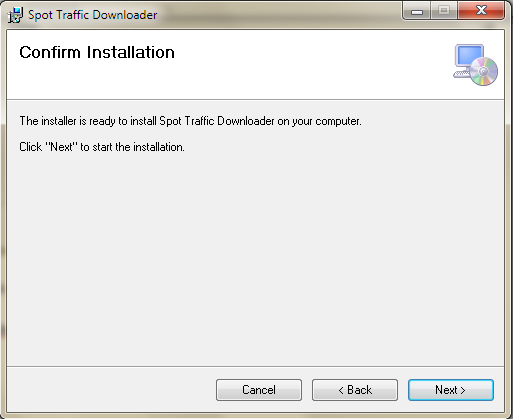 Spot Traffic Downloader
Confirm Installation
The installer is ready to install Spot Traffic Downloader on your computer.
Click "Next" to start the installation.
Cancel
< Back
Next >